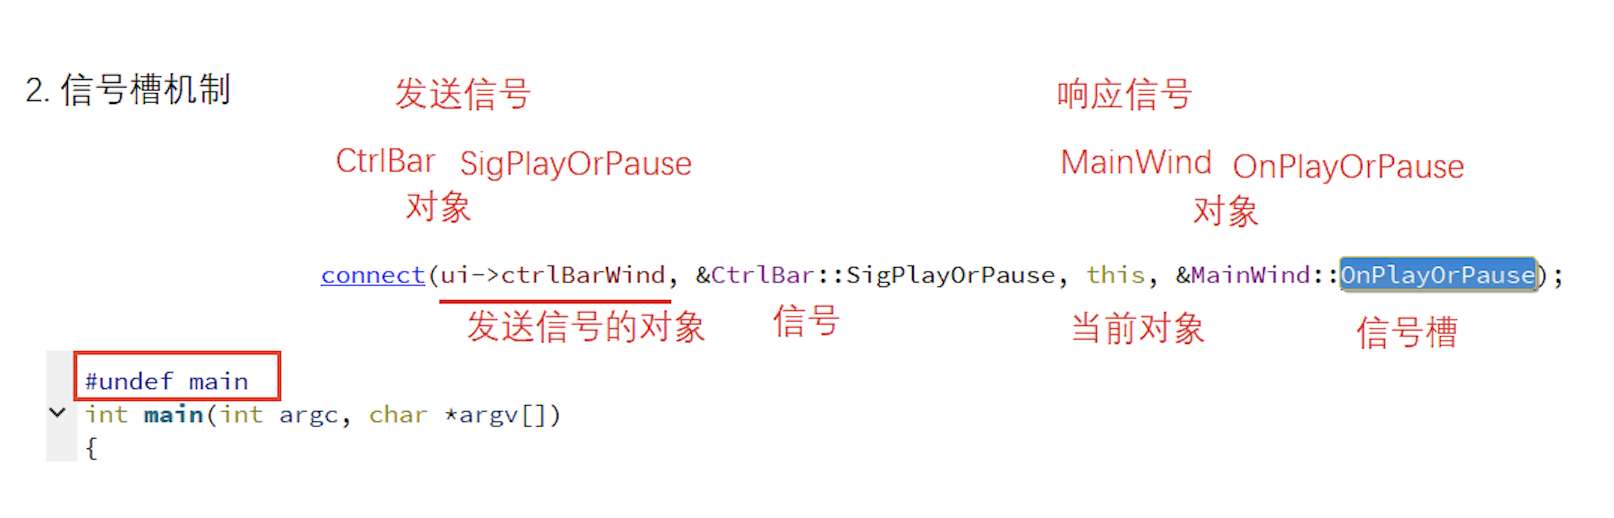 2. 信号槽机制
发送信号
响应信号
CtrlBar SigPlayOrPause
对象
MainWind OnPlayOrPause
对象
connect(ui->ctrlBarWind, &CtrlBar::SigPlayOrPause, this, &MainWind::OnPlayOrPause);
发送信号的对象 信号 当前对象 信号槽
#undef main
int main(int argc, char *argv[])
{